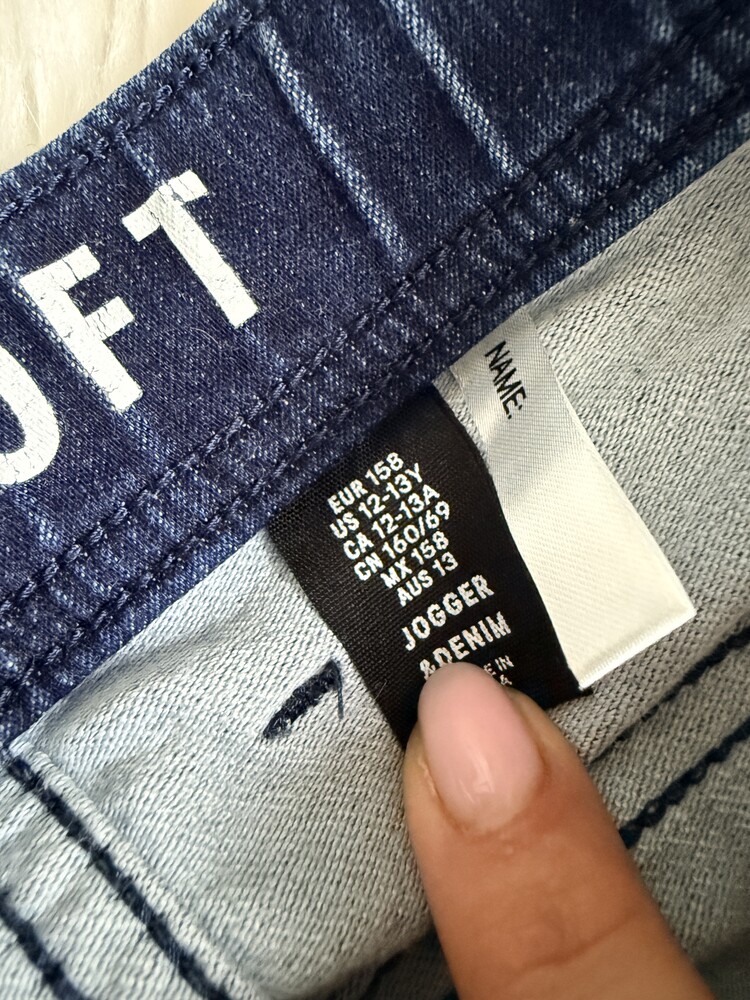 OFT
NAME:
EUR 158
US 12-13Y
CA 12-13A
CN 160/69
MX 158
AUS 13
JOGGER
&DENIM
IN